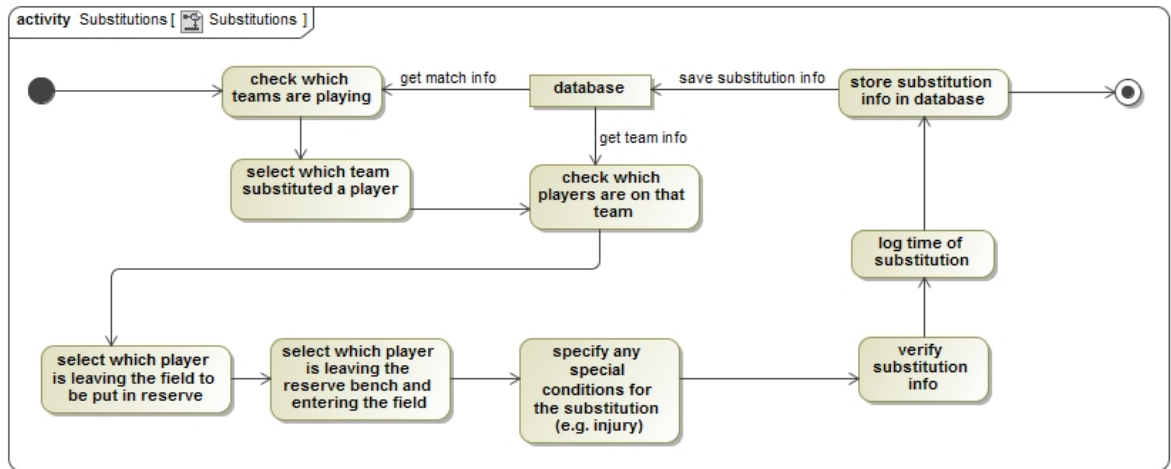 activity Substitutions [ Substitutions ]
check which
teams are playing
get match info
database
save substitution info
store substitution
info in database
get team info
select which team
substituted a player
check which
players are on that
team
log time of
substitution
select which player
is leaving the field to
be put in reserve
select which player
is leaving the
reserve bench and
entering the field
specify any
special
conditions for
the substitution
(e.g. injury)
verify
substitution
info